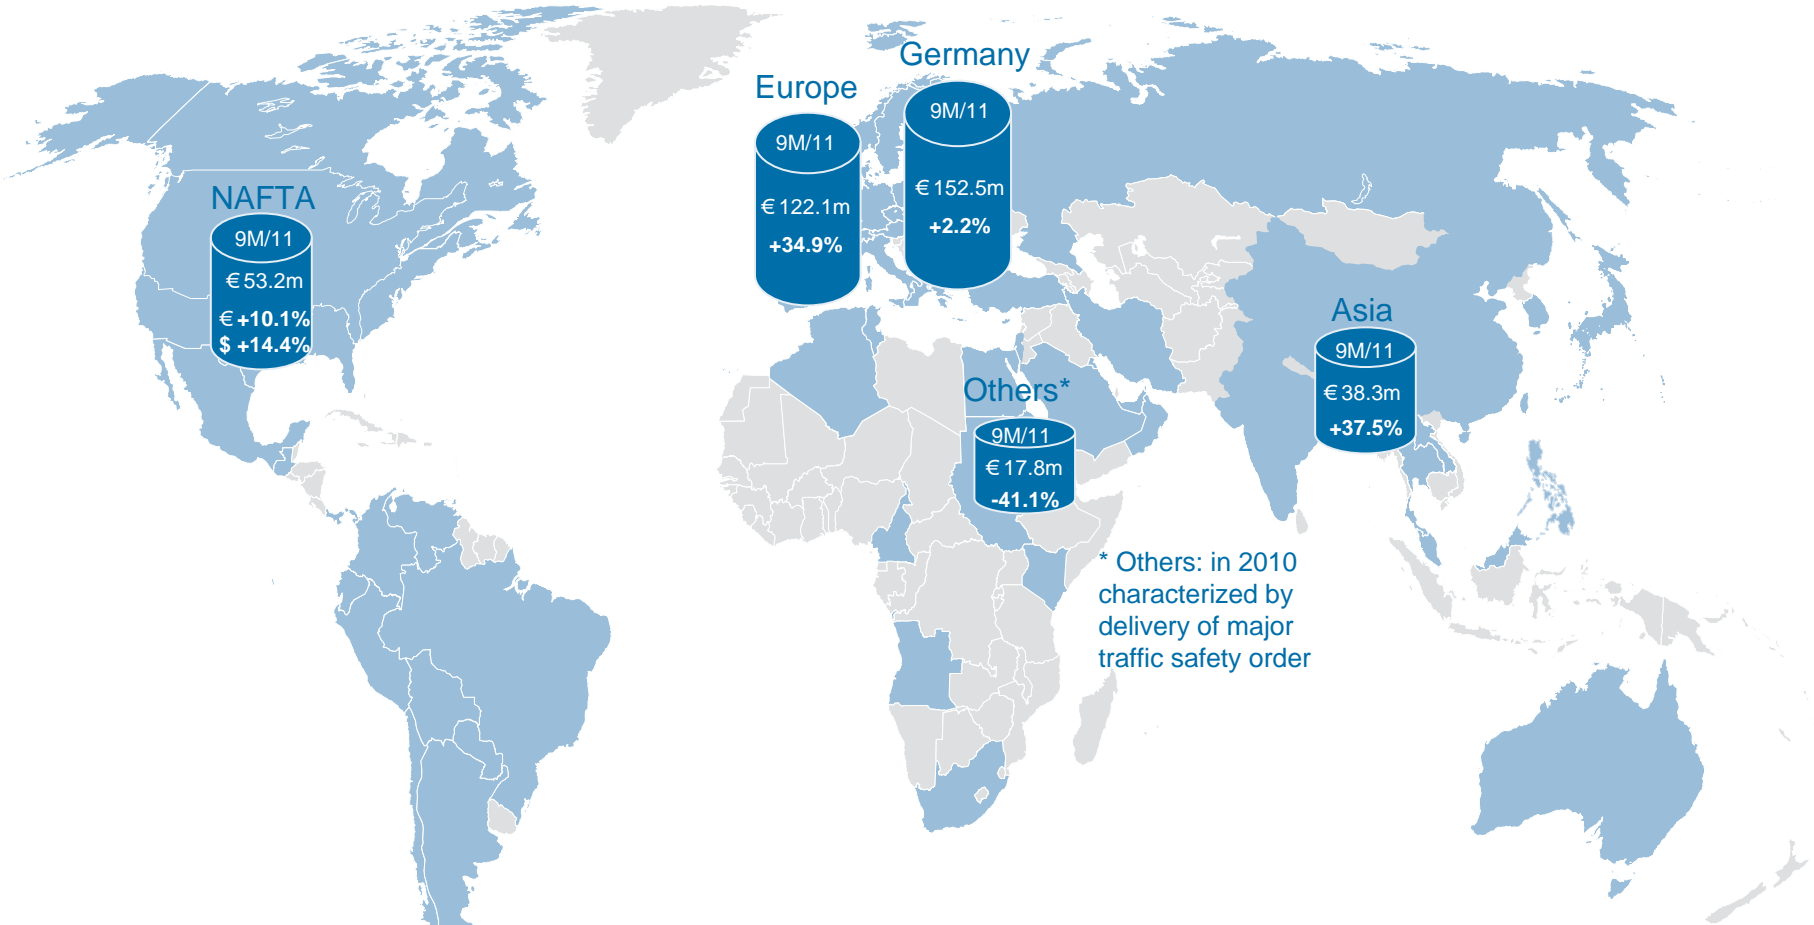 Germany
9M/11
€ 152.5m
+2.2%
Europe
9M/11
€ 122.1m
+34.9%
NAFTA
9M/11
€ 53.2m
€ +10.1%
$ +14.4%
Asia
9M/11
€ 38.3m
+37.5%
Others*
9M/11
€ 17.8m
-41.1%
* Others: in 2010
characterized by
delivery of major
traffic safety order